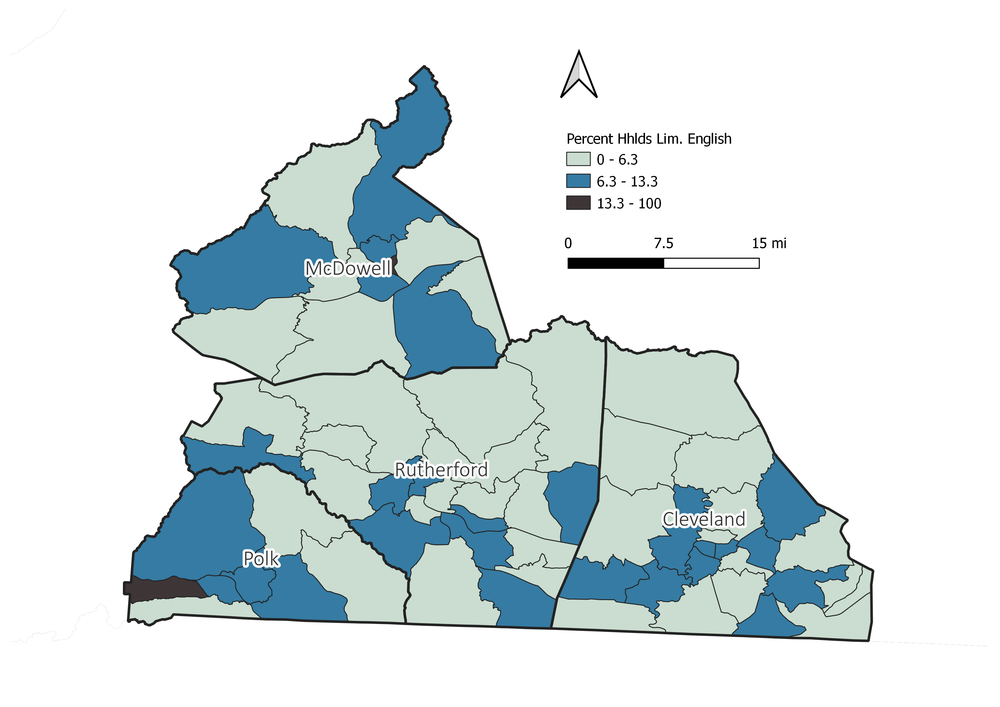 Percent Hhlds Lim. English
0 - 6.3
6.3 - 13.3
13.3 - 100
0 7.5 15 mi
McDowell
Rutherford
Cleveland
Polk